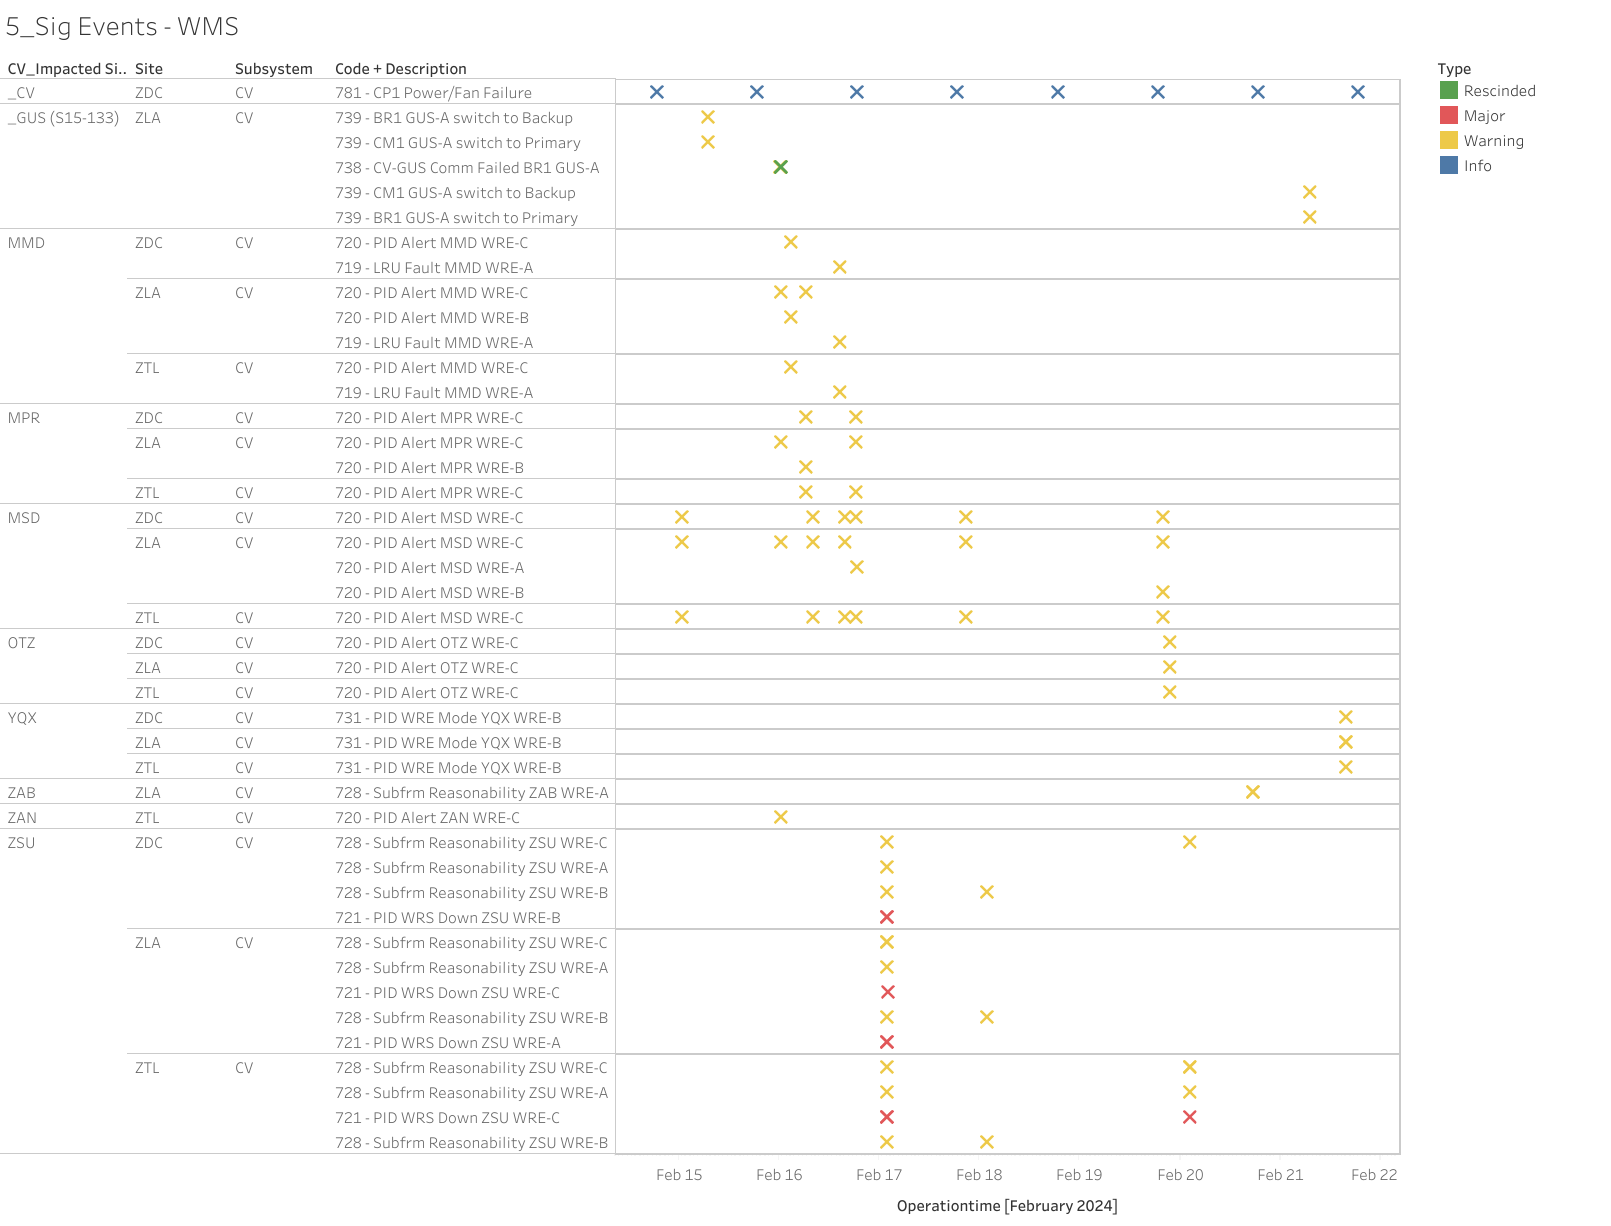 5_Sig Events - WMS
CV_Impacted Si.. Site Subsystem Code + Description Type
_CV ZDC CV 781 - CP1 Power/Fan Failure Rescinded
_GUS (S15-133) ZLA CV 739 - BR1 GUS-A switch to Backup Major
739 - CM1 GUS-A switch to Primary Warning
738 - CV-GUS Comm Failed BR1 GUS-A Info
739 - CM1 GUS-A switch to Backup
739 - BR1 GUS-A switch to Primary
MMD ZDC CV 720 - PID Alert MMD WRE-C
719 - LRU Fault MMD WRE-A
ZLA CV 720 - PID Alert MMD WRE-C
720 - PID Alert MMD WRE-B
719 - LRU Fault MMD WRE-A
ZTL CV 720 - PID Alert MMD WRE-C
719 - LRU Fault MMD WRE-A
MPR ZDC CV 720 - PID Alert MPR WRE-C
ZLA CV 720 - PID Alert MPR WRE-C
720 - PID Alert MPR WRE-B
ZTL CV 720 - PID Alert MPR WRE-C
MSD ZDC CV 720 - PID Alert MSD WRE-C
ZLA CV 720 - PID Alert MSD WRE-C
720 - PID Alert MSD WRE-A
720 - PID Alert MSD WRE-B
ZTL CV 720 - PID Alert MSD WRE-C
OTZ ZDC CV 720 - PID Alert OTZ WRE-C
ZLA CV 720 - PID Alert OTZ WRE-C
ZTL CV 720 - PID Alert OTZ WRE-C
YQX ZDC CV 731 - PID WRE Mode YQX WRE-B
ZLA CV 731 - PID WRE Mode YQX WRE-B
ZTL CV 731 - PID WRE Mode YQX WRE-B
ZAB ZLA CV 728 - Subfrm Reasonability ZAB WRE-A
ZAN ZTL CV 720 - PID Alert ZAN WRE-C
ZSU ZDC CV 728 - Subfrm Reasonability ZSU WRE-C
728 - Subfrm Reasonability ZSU WRE-A
728 - Subfrm Reasonability ZSU WRE-B
721 - PID WRS Down ZSU WRE-B
ZLA CV 728 - Subfrm Reasonability ZSU WRE-C
728 - Subfrm Reasonability ZSU WRE-A
721 - PID WRS Down ZSU WRE-C
728 - Subfrm Reasonability ZSU WRE-B
721 - PID WRS Down ZSU WRE-A
ZTL CV 728 - Subfrm Reasonability ZSU WRE-C
728 - Subfrm Reasonability ZSU WRE-A
721 - PID WRS Down ZSU WRE-C
728 - Subfrm Reasonability ZSU WRE-B
Feb 15 Feb 16 Feb 17 Feb 18 Feb 19 Feb 20 Feb 21 Feb 22
Operationtime [February 2024]